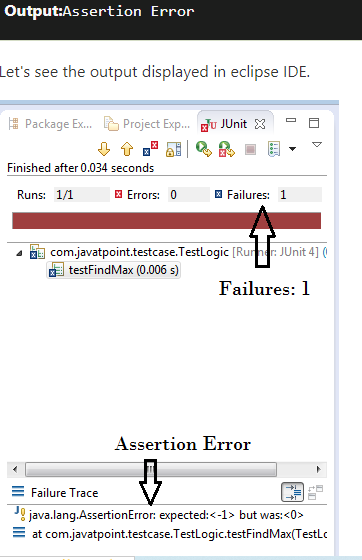 Output:Assertion Error
Let's see the output displayed in eclipse IDE.
Package Ex... Project Exp... JUnit
Finished after 0.034 seconds
Runs: 1/1 Errors: 0 Failures: 1
com.javatpoint.testcase.TestLogic [Runner: JUnit 4] (
testFindMax (0.006 s)
Failures: 1
Assertion Error
Failure Trace
java.lang.AssertionError: expected:<-1> but was:<0>
at com.javatpoint.testcase.TestLogic.testFindMax(TestLo